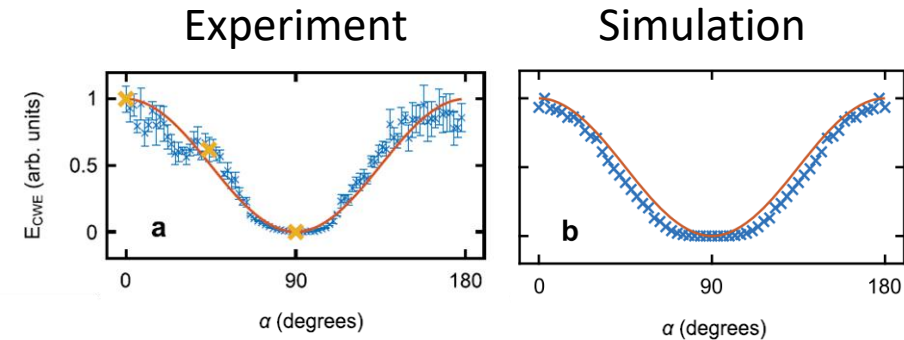 Experiment
Simulation
E_CWE (arb. units)
1
0.5
0
a
0
90
180
α (degrees)
b
0
90
180
α (degrees)